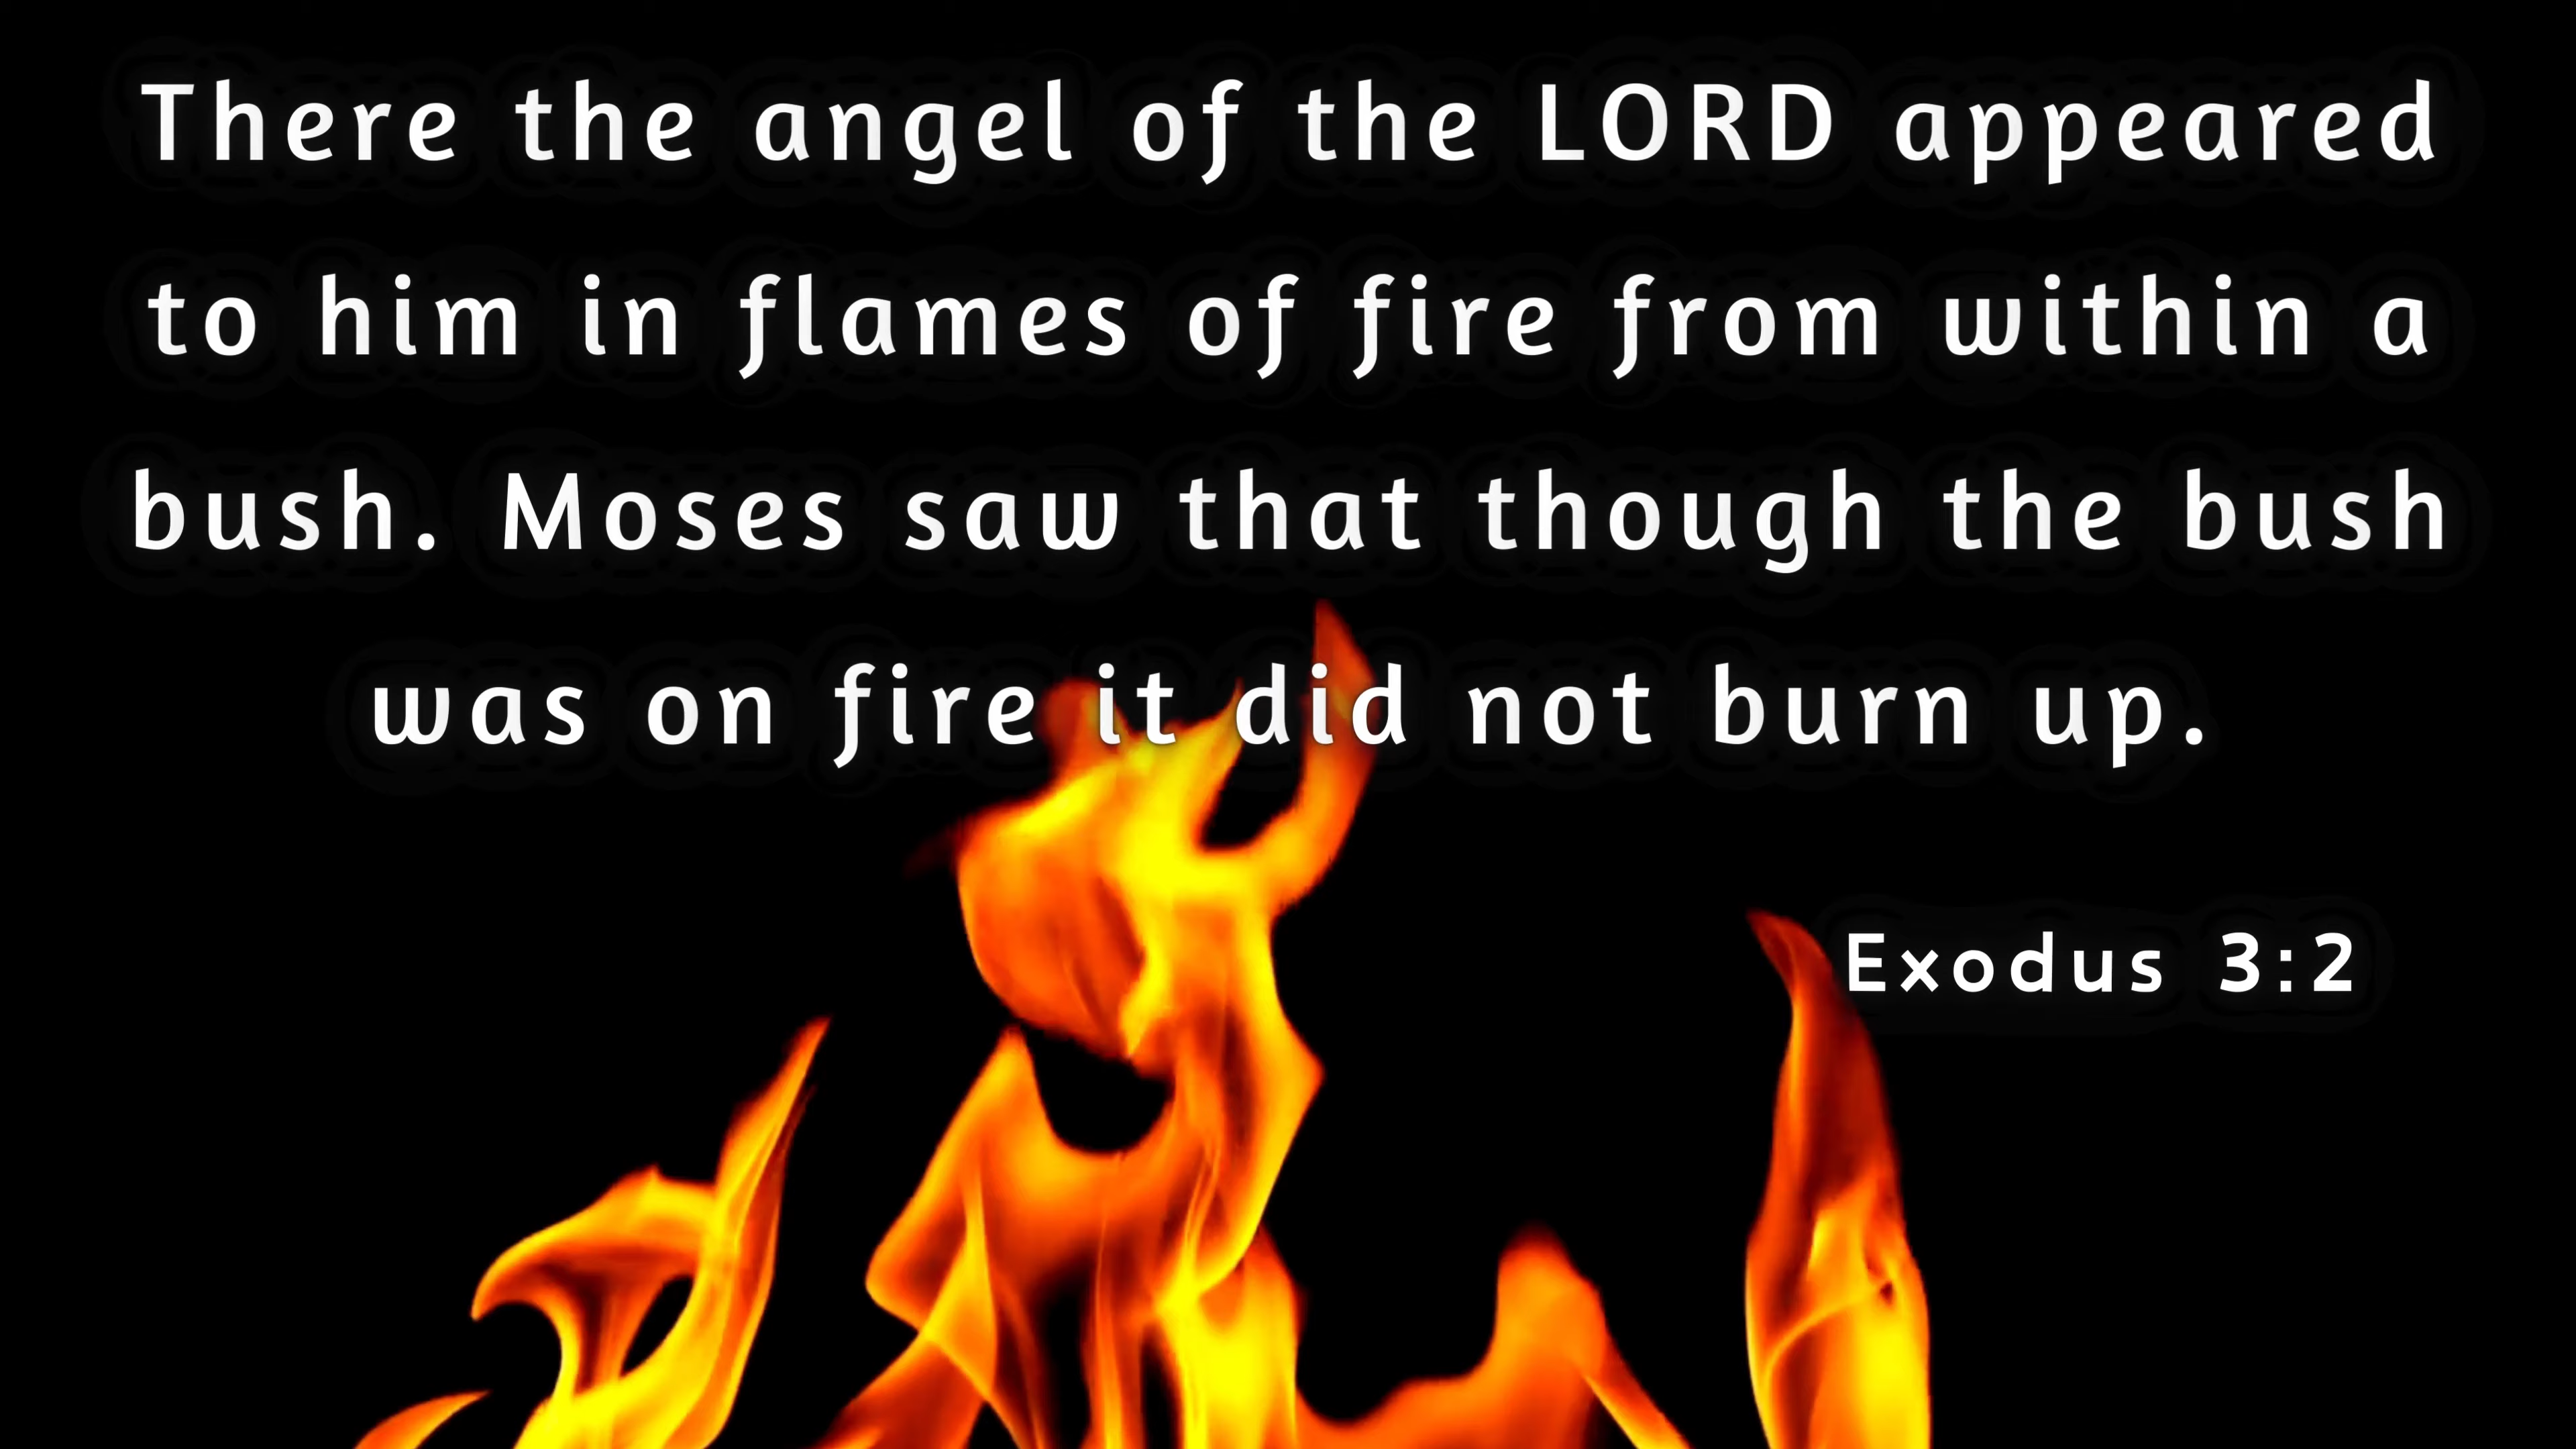 There the angel of the LORD appeared
to him in flames of fire from within a
bush. Moses saw that though the bush
was on fire it did not burn up.
Exodus 3:2